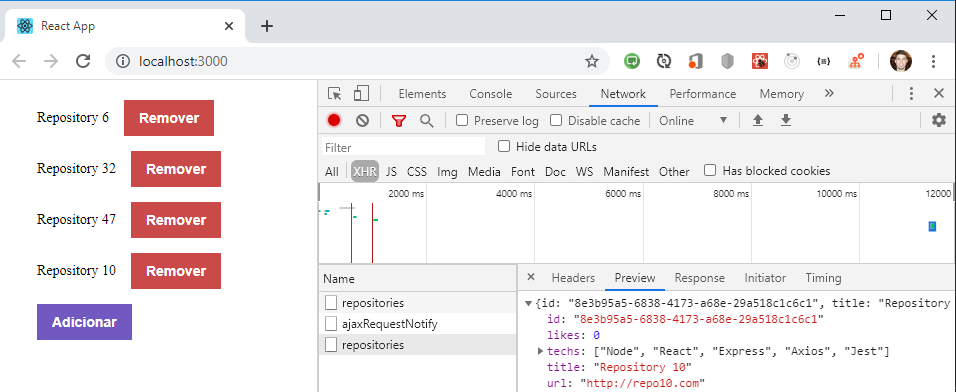 React App
localhost:3000
Repository 6 Remover
Repository 32 Remover
Repository 47 Remover
Repository 10 Remover
Adicionar
Elements Console Sources Network Performance Memory
Preserve log Disable cache Online
Filter Hide data URLs
All XHR JS CSS Img Media Font Doc WS Manifest Other Has blocked cookies
2000 ms 4000 ms 6000 ms 8000 ms 10000 ms 12000
Name
repositories
ajaxRequestNotify
repositories
Headers Preview Response Initiator Timing
{id: "8e3b95a5-6838-4173-a68e-29a518c1c6c1", title: "Repository
id: "8e3b95a5-6838-4173-a68e-29a518c1c6c1"
likes: 0
techs: ["Node", "React", "Express", "Axios", "Jest"]
title: "Repository 10"
url: "http://repo10.com"